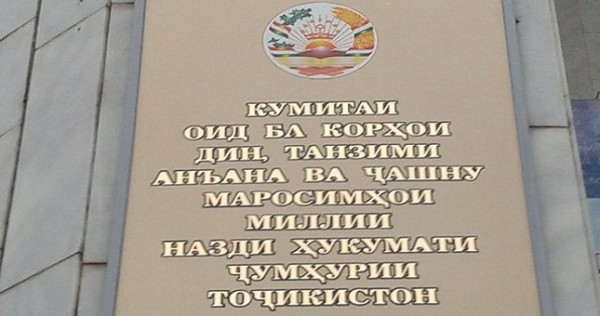 КУМИТАИ
ОИД БА КОРҲОИ
ДИН, ТАНЗИМИ
АНЪАНА ВА ҶАШНУ
МАРОСИМҲОИ
МИЛЛИИ
НАЗДИ ҲУКУМАТИ
ҶУМҲУРИИ
ТОҶИКИСТОН